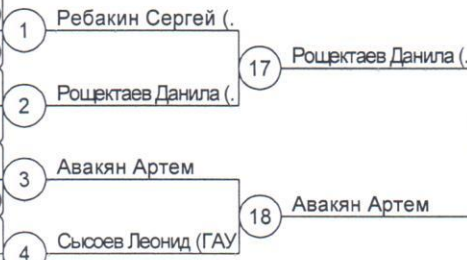 1 Ребакин Сергей (.
17 Рощектаев Данила (.
2 Рощектаев Данила (.
3 Авакян Артем
18 Авакян Артем
4 Сысоев Леонид (ГАУ